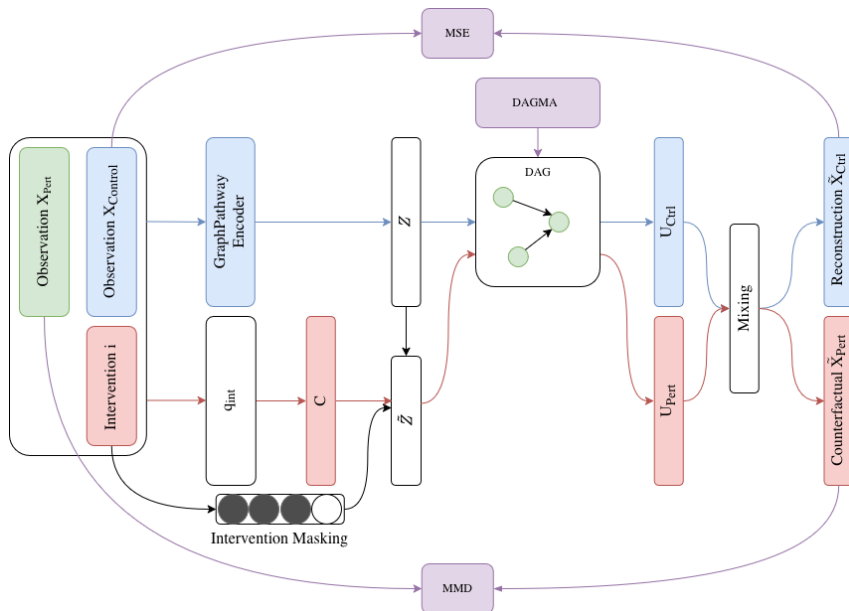 MSE
DAGMA
Observation X_Pert
Observation X_Control
GraphPathway
Encoder
Z
DAG
U_Ctrl
Reconstruction X̃_Ctrl
Mixing
Intervention i
q_int
C
Z̃
U_Pert
Counterfactual X̃_Pert
Intervention Masking
MMD